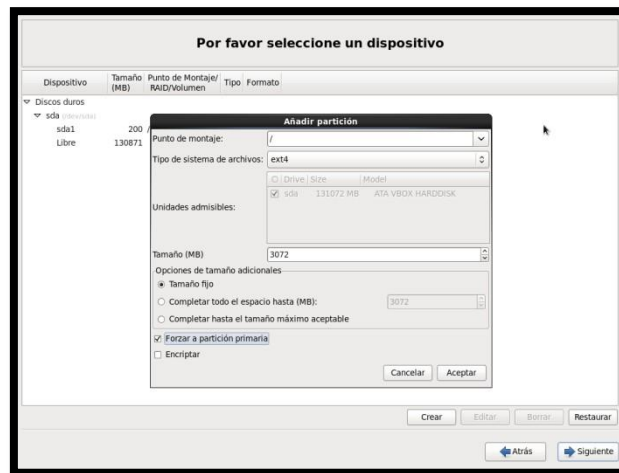 Por favor seleccione un dispositivo
Dispositivo Tamaño (MB) Punto de Montaje/ RAID/Volumen Tipo Formato
Discos duros
sda (/dev/sda)
sda1 200 /
Libre 130871
Añadir partición
Punto de montaje: /
Tipo de sistema de archivos: ext4
Drive Size Model
sda 131072 MB ATA VBOX HARDDISK
Unidades admisibles:
Tamaño (MB) 3072
Opciones de tamaño adicionales
Tamaño fijo
Completar todo el espacio hasta (MB): 3072
Completar hasta el tamaño máximo aceptable
Forzar a partición primaria
Encriptar
Cancelar Aceptar
Crear Editar Borrar Restaurar
Atrás Siguiente